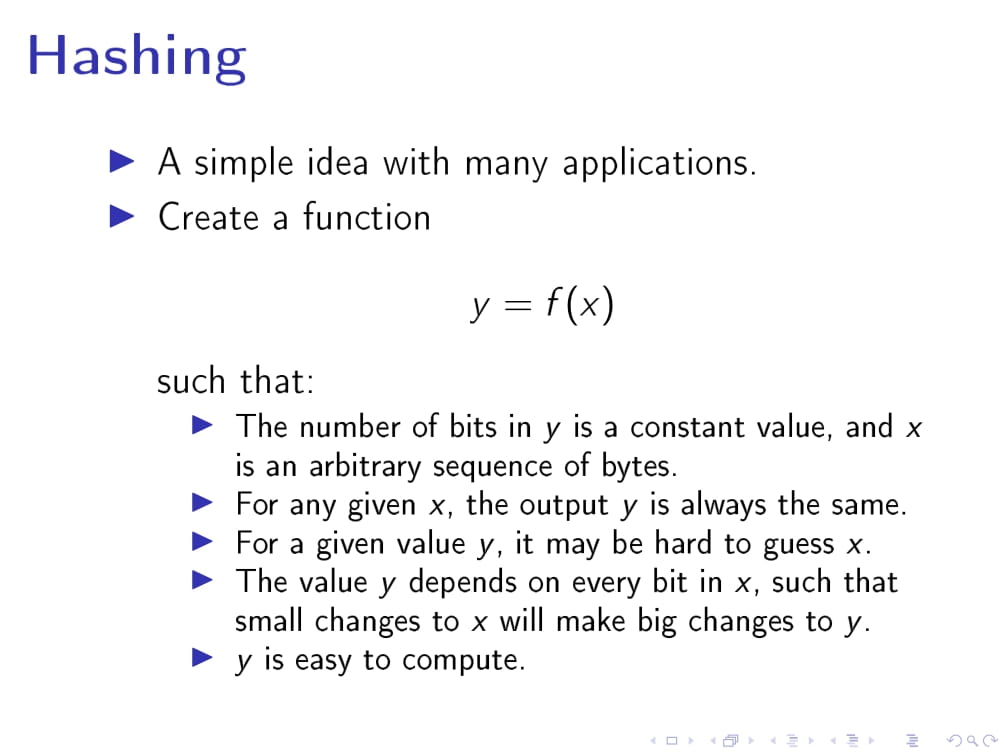 Hashing
A simple idea with many applications.
Create a function
y = f(x)
such that:
The number of bits in y is a constant value, and x
is an arbitrary sequence of bytes.
For any given x, the output y is always the same.
For a given value y, it may be hard to guess x.
The value y depends on every bit in x, such that
small changes to x will make big changes to y.
y is easy to compute.